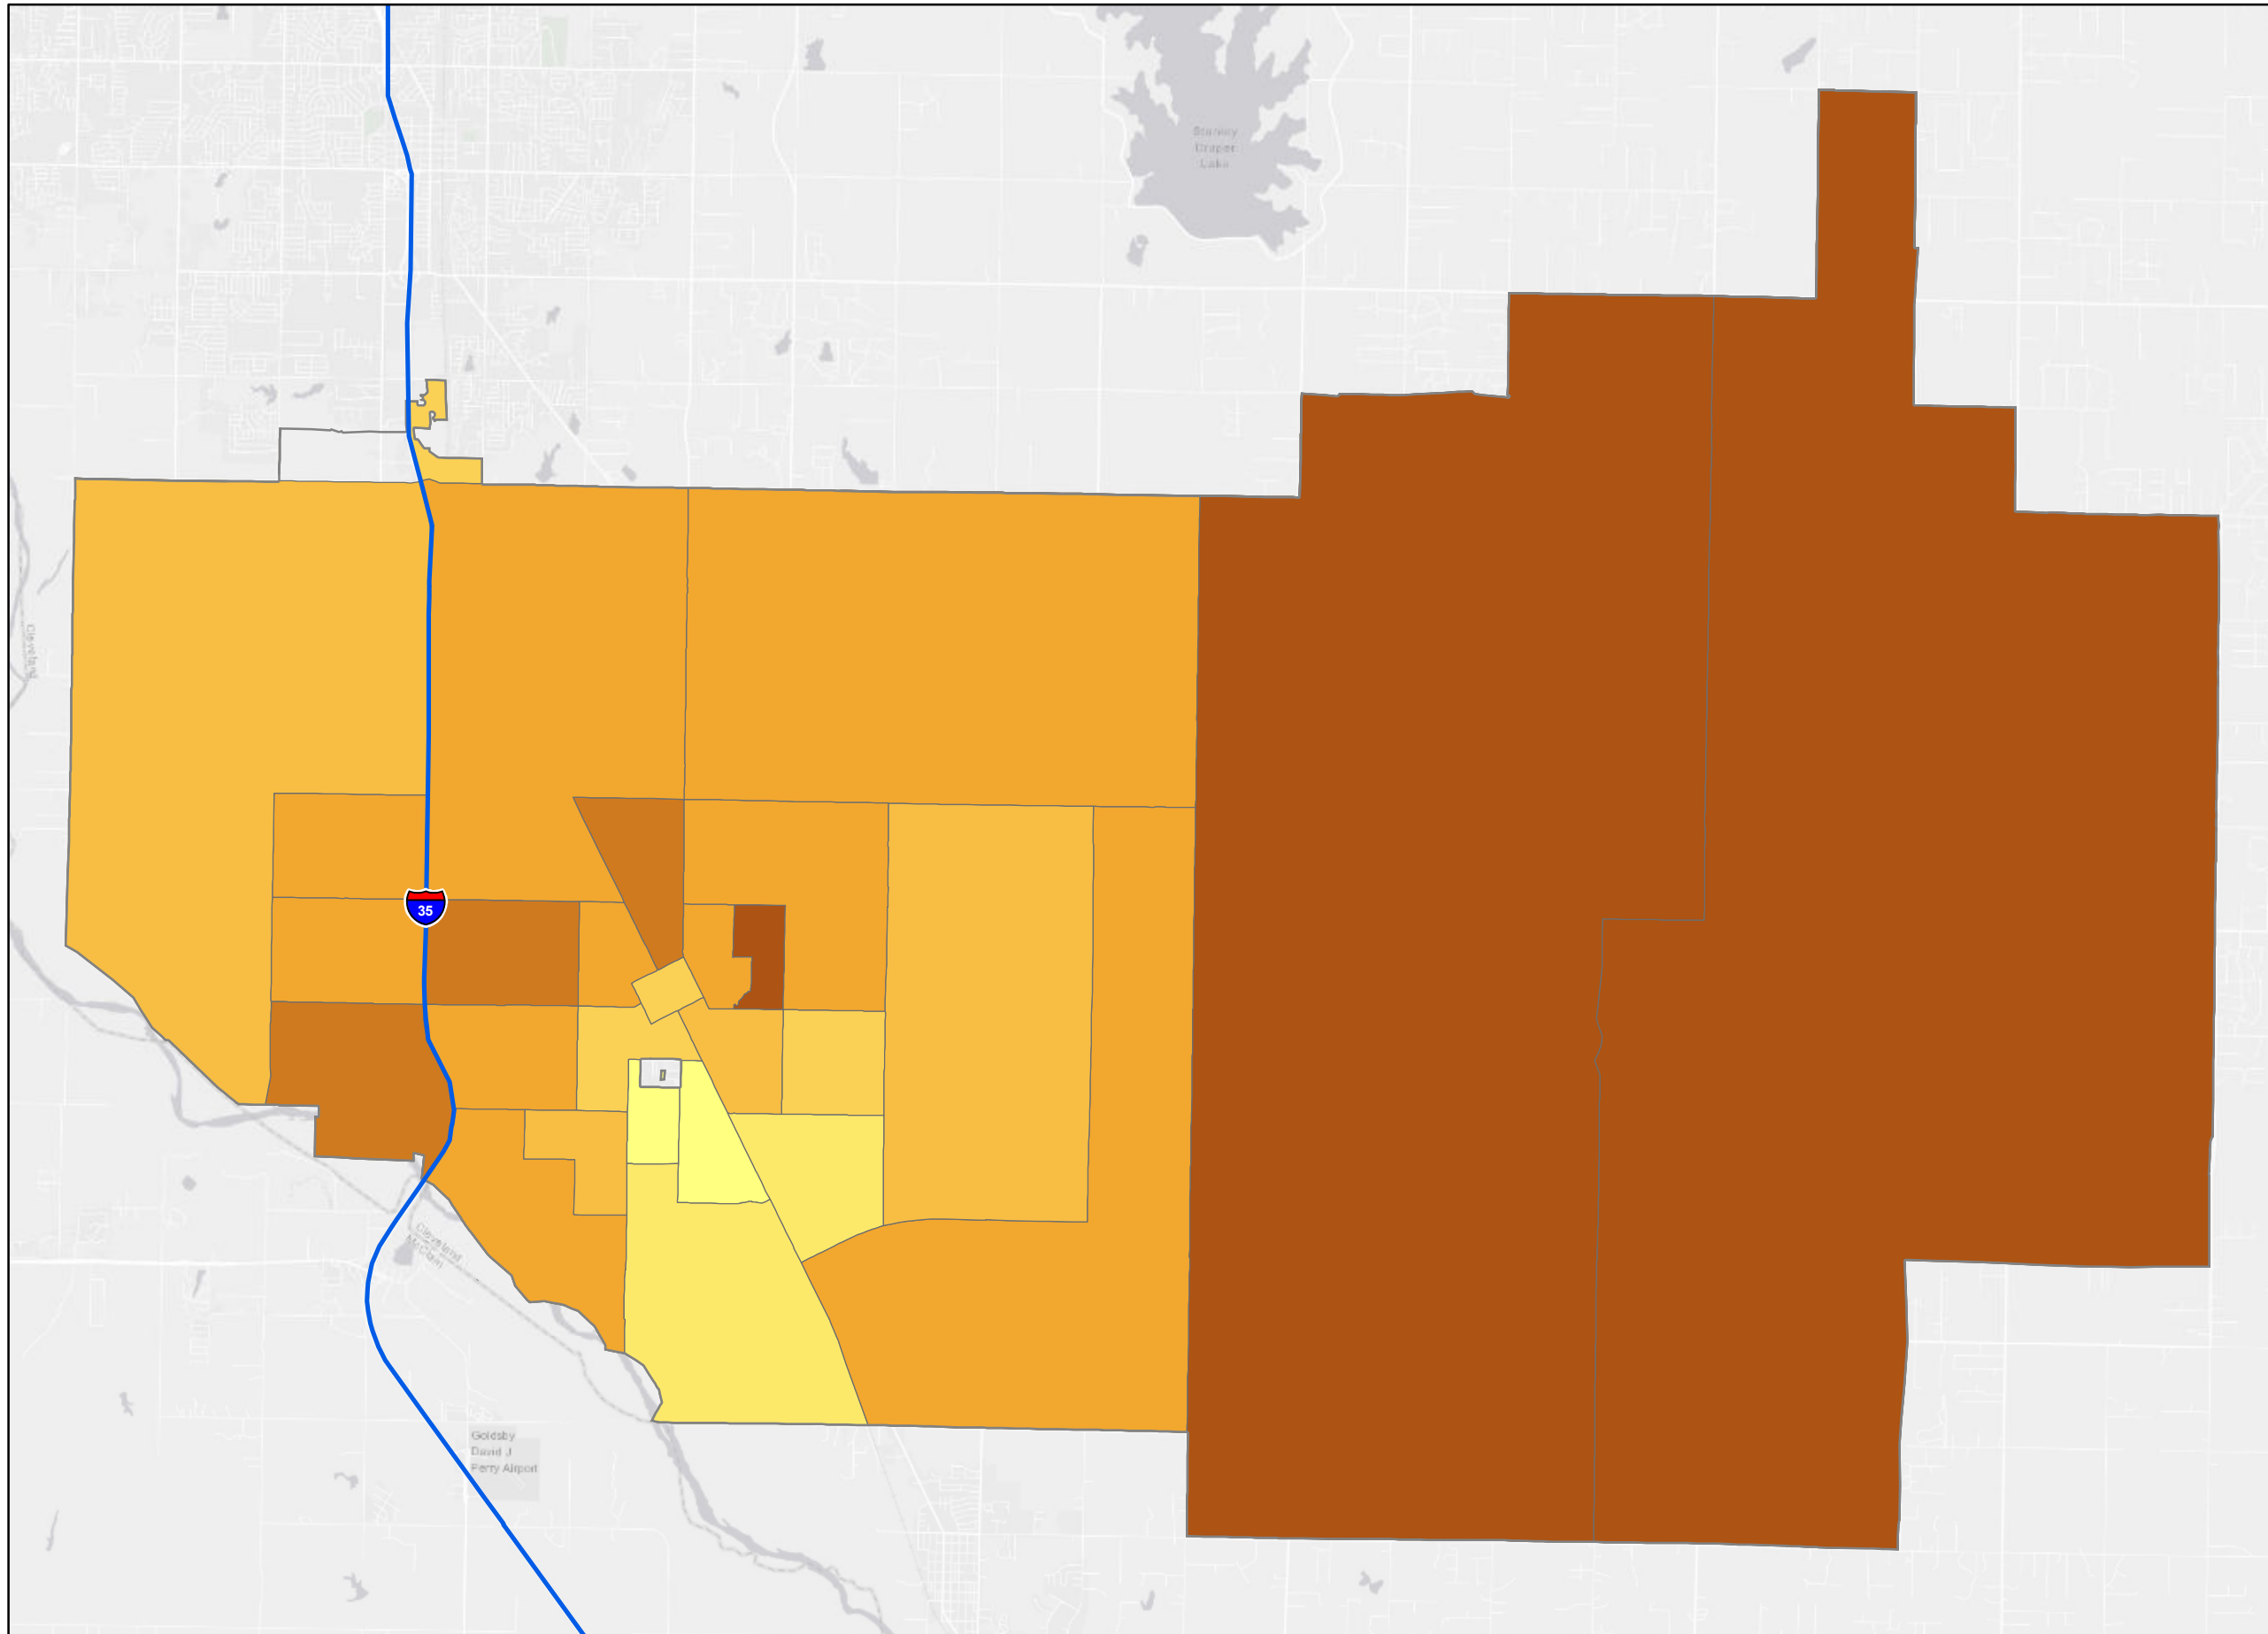 Stanley
Draper
Lake
Cleveland
35
Cleveland
McClain
Goldsby
David J
Perry Airport